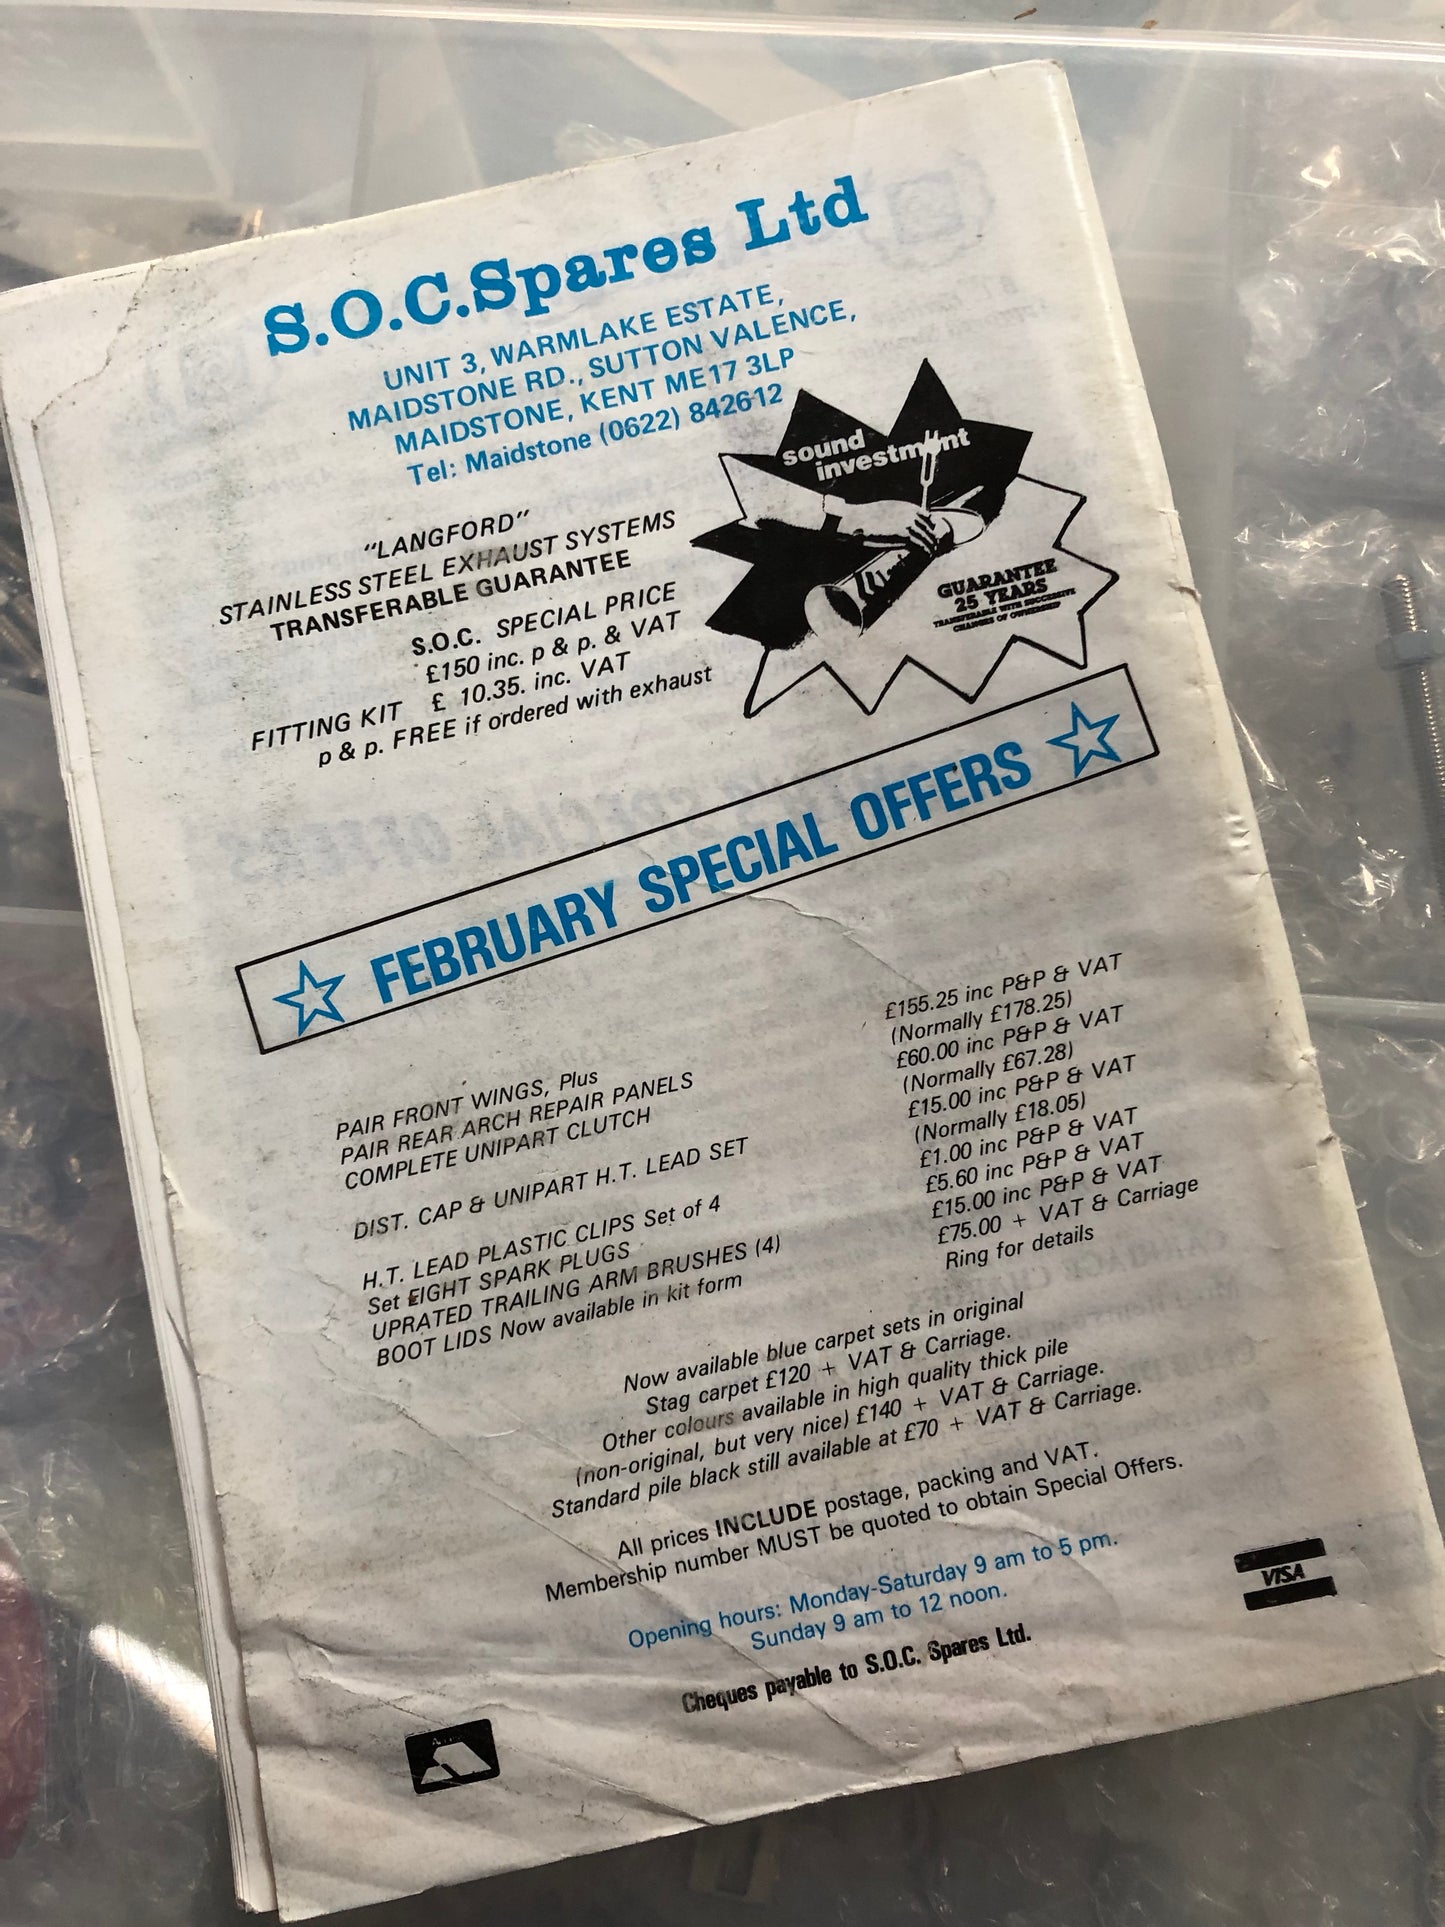 S.O.C.Spares Ltd
UNIT 3, WARMLAKE ESTATE,
MAIDSTONE RD., SUTTON VALENCE,
MAIDSTONE, KENT ME17 3LP
Tel: Maidstone (0622) 842612
sound
investment
"LANGFORD"
STAINLESS STEEL EXHAUST SYSTEMS
TRANSFERABLE GUARANTEE
GUARANTEE
25 YEARS
TRANSFERABLE WITH SUCCESSIVE
CHANGES OF OWNERSHIP
S.O.C. SPECIAL PRICE
£150 inc. p & p. & VAT
FITTING KIT £ 10.35. inc. VAT
p & p. FREE if ordered with exhaust
FEBRUARY SPECIAL OFFERS
PAIR FRONT WINGS, Plus
PAIR REAR ARCH REPAIR PANELS £155.25 inc P&P & VAT
(Normally £178.25)
COMPLETE UNIPART CLUTCH £60.00 inc P&P & VAT
(Normally £67.28)
DIST. CAP & UNIPART H.T. LEAD SET £15.00 inc P&P & VAT
(Normally £18.05)
H.T. LEAD PLASTIC CLIPS Set of 4 £1.00 inc P&P & VAT
Set EIGHT SPARK PLUGS £5.60 inc P&P & VAT
UPRATED TRAILING ARM BRUSHES (4) £15.00 inc P&P & VAT
BOOT LIDS Now available in kit form £75.00 + VAT & Carriage
Ring for details
Now available blue carpet sets in original
Stag carpet £120 + VAT & Carriage.
Other colours available in high quality thick pile
(non-original, but very nice) £140 + VAT & Carriage.
Standard pile black still available at £70 + VAT & Carriage.
All prices INCLUDE postage, packing and VAT.
Membership number MUST be quoted to obtain Special Offers.
Opening hours: Monday-Saturday 9 am to 5 pm.
Sunday 9 am to 12 noon.
VISA
Cheques payable to S.O.C. Spares Ltd.